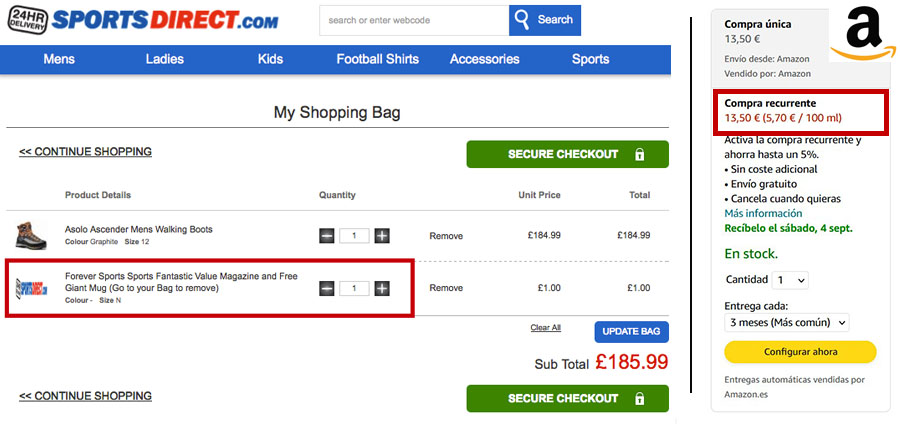 24HR
DELIVERY
SPORTSDIRECT.COM
search or enter webcode
Search
Mens
Ladies
Kids
Football Shirts
Accessories
Sports
My Shopping Bag
<< CONTINUE SHOPPING
SECURE CHECKOUT
Product Details
Quantity
Unit Price
Total
Asolo Ascender Mens Walking Boots
Colour Graphite Size 12
1
Remove
£184.99
£184.99
SPORTSDIRECT
Forever Sports Sports Fantastic Value Magazine and Free
Giant Mug (Go to your Bag to remove)
Colour - Size N
1
Remove
£1.00
£1.00
Clear All
UPDATE BAG
Sub Total £185.99
<< CONTINUE SHOPPING
SECURE CHECKOUT
a
Compra única
13,50 €
Envío desde: Amazon
Vendido por: Amazon
Compra recurrente
13,50 € (5,70 € / 100 ml)
Activa la compra recurrente y
ahorra hasta un 5%.
• Sin coste adicional
• Envío gratuito
• Cancela cuando quieras
Más información
Recíbelo el sábado, 4 sept.
En stock.
Cantidad 1
Entrega cada:
3 meses (Más común)
Configurar ahora
Entregas automáticas vendidas por
Amazon.es